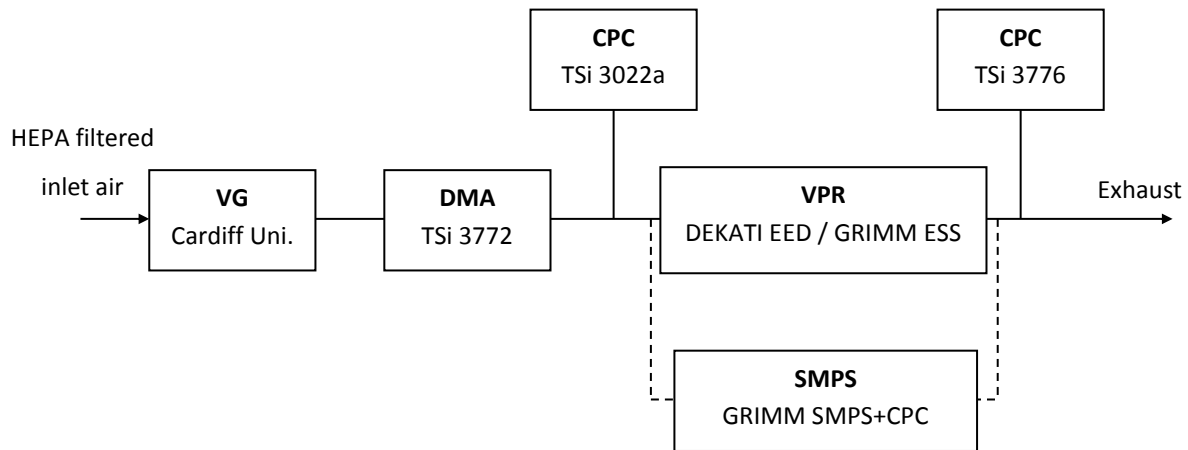 CPC
TSi 3022a
CPC
TSi 3776
HEPA filtered
inlet air
VG
Cardiff Uni.
DMA
TSi 3772
VPR
DEKATI EED / GRIMM ESS
Exhaust
SMPS
GRIMM SMPS+CPC